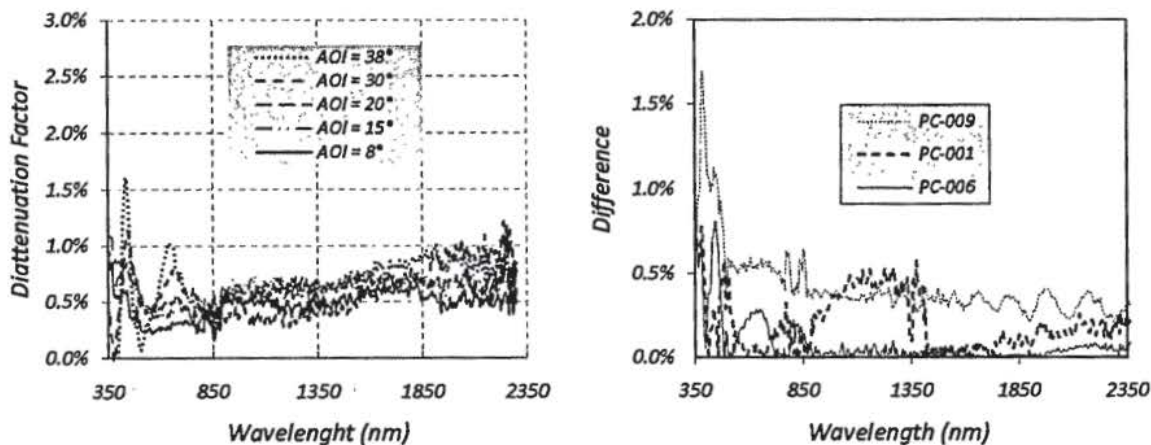 3.0%
2.5%
2.0%
1.5%
1.0%
0.5%
0.0%
Diattenuation Factor
AOI = 38°
AOI = 30°
AOI = 20°
AOI = 15°
AOI = 8°
350 850 1350 1850 2350
Wavelenght (nm)
2.0%
1.5%
1.0%
0.5%
0.0%
Difference
PC-009
PC-001
PC-006
350 850 1350 1850 2350
Wavelength (nm)